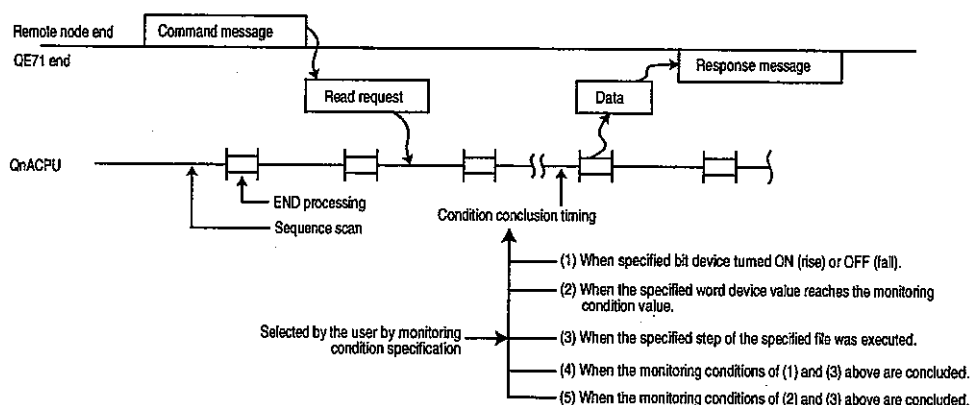 Remote node end
Command message
QE71 end
Response message
Read request
Data
QnACPU
END processing
Sequence scan
Condition conclusion timing
(1) When specified bit device turned ON (rise) or OFF (fall).
(2) When the specified word device value reaches the monitoring
condition value.
Selected by the user by monitoring
condition specification
(3) When the specified step of the specified file was executed.
(4) When the monitoring conditions of (1) and (3) above are concluded.
(5) When the monitoring conditions of (2) and (3) above are concluded.